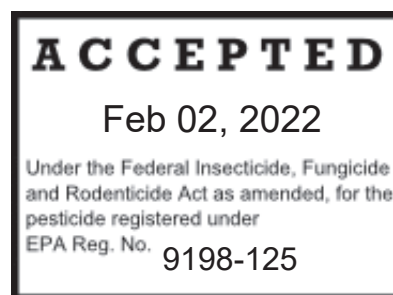 ACCEPTED
Feb 02, 2022
Under the Federal Insecticide, Fungicide
and Rodenticide Act as amended, for the
pesticide registered under
EPA Reg. No. 9198-125